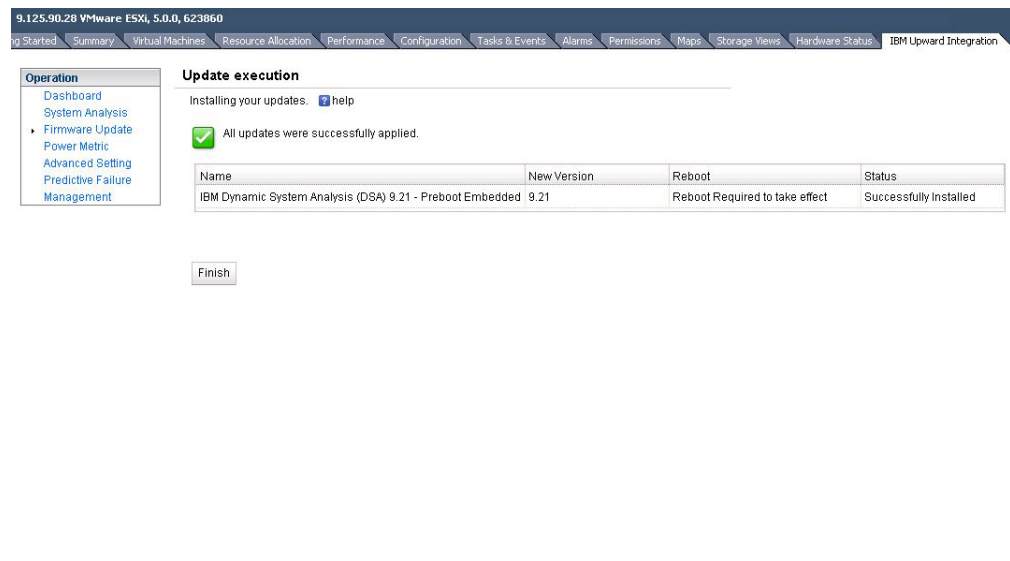 9.125.90.28 VMware ESXi, 5.0.0, 623860
ng Started Summary Virtual Machines Resource Allocation Performance Configuration Tasks & Events Alarms Permissions Maps Storage Views Hardware Status IBM Upward Integration
Operation
Dashboard
System Analysis
Firmware Update
Power Metric
Advanced Setting
Predictive Failure
Management
Update execution
Installing your updates. ? help
All updates were successfully applied.
Name New Version Reboot Status
IBM Dynamic System Analysis (DSA) 9.21 - Preboot Embedded 9.21 Reboot Required to take effect Successfully Installed
Finish